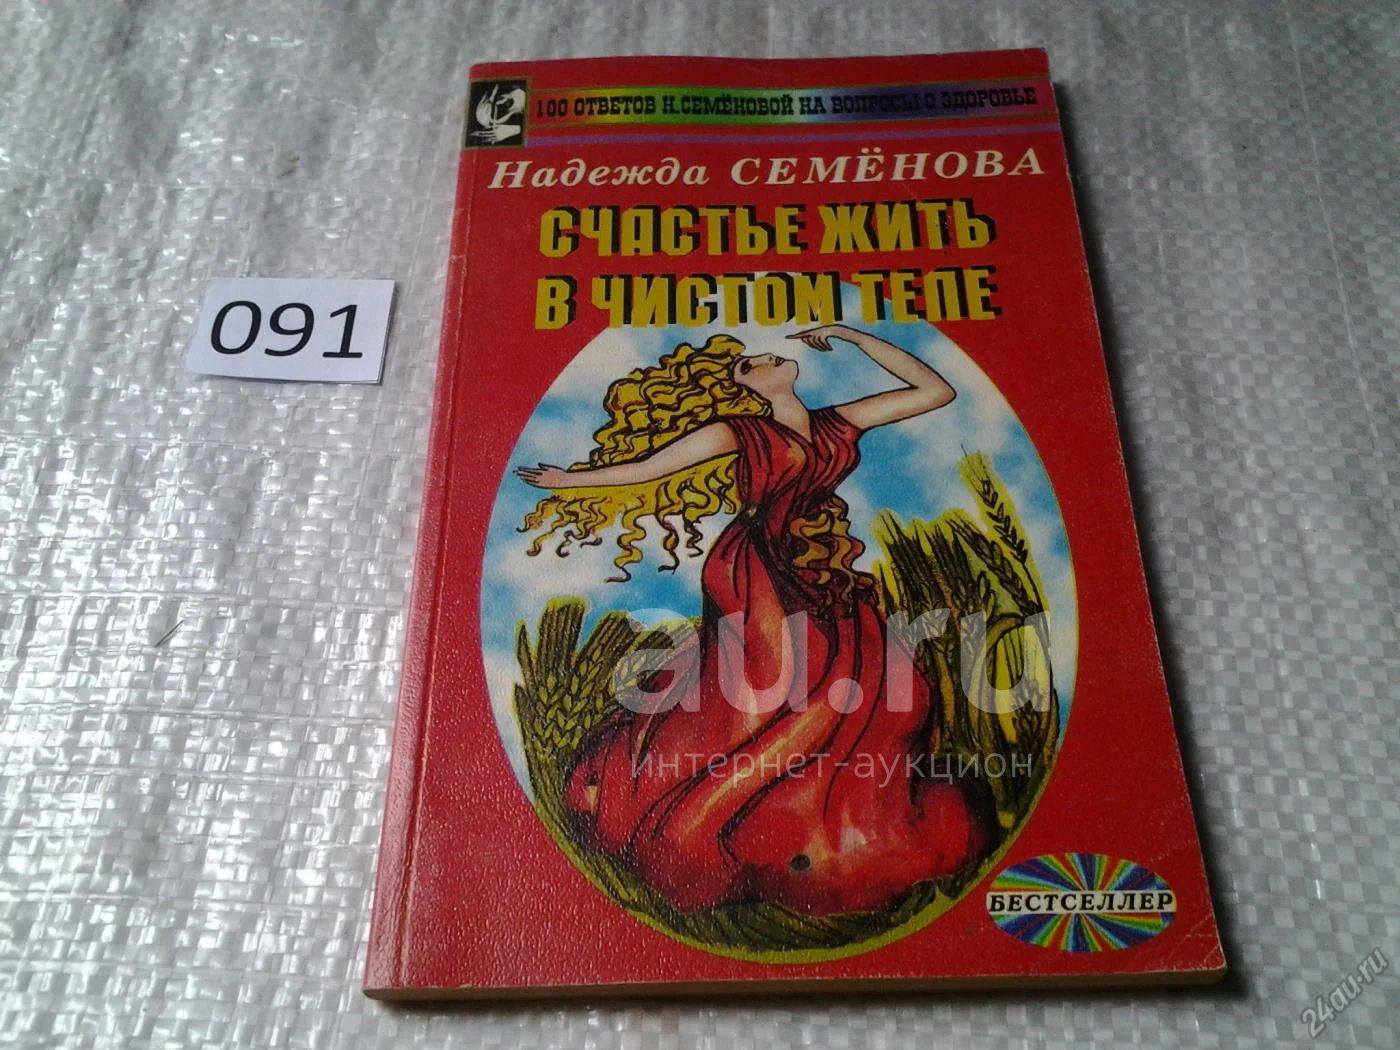 100 ОТВЕТОВ Н.СЕМЁНОВОЙ НА ВОПРОСЫ О ЗДОРОВЬЕ
Надежда СЕМЁНОВА
СЧАСТЬЕ ЖИТЬ
В ЧИСТОМ ТЕЛЕ
091
au.ru
интернет-аукцион
БЕСТСЕЛЛЕР
24au.ru